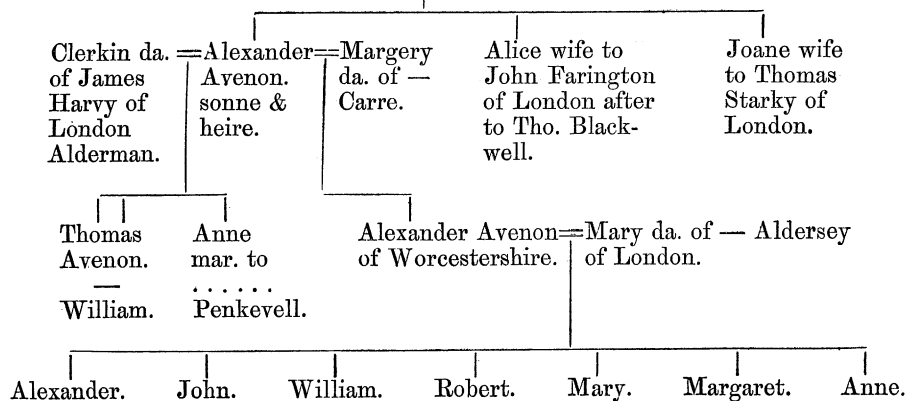 Clerkin da. =Alexander=Margery
of James
Harvy of
London
Alderman.
Avenon.
sonne &
heire.
da. of —
Carre.
Alice wife to
John Farington
of London after
to Tho. Black-
well.
Joane wife
to Thomas
Starky of
London.
Thomas
Avenon.
—
William.
Anne
mar. to
. . . . . .
Penkevell.
Alexander Avenon=Mary da. of — Aldersey
of Worcestershire.
of London.
Alexander. John. William. Robert. Mary. Margaret. Anne.